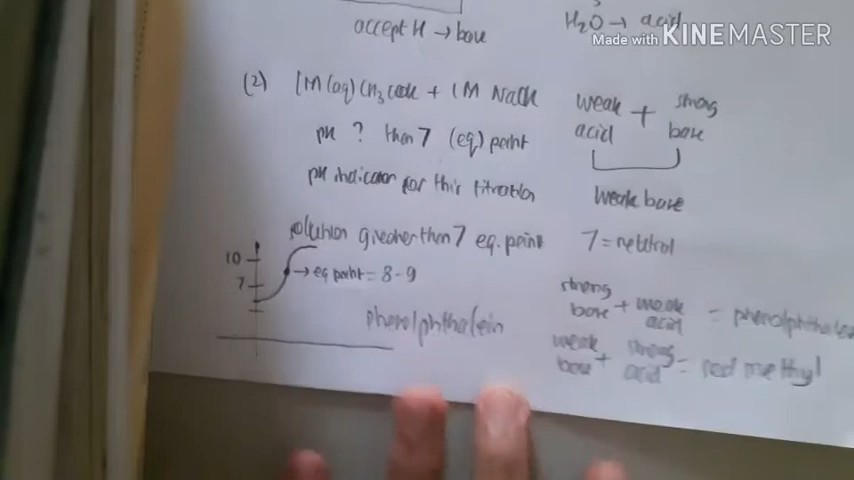 accept H → base
H₂O → acid
Made with KINEMASTER
(2) 1M (aq) CH₃COOH + 1M NaOH
pH ? than 7 (eq) point
pH indicator for this titration
solution greather than 7 eq. point
10
7
→ eq point = 8-9
phenolphthalein
weak acid + strong base
weak base
7 = neutral
strong base + weak acid = phenolphthalein
weak base + strong acid = red methyl